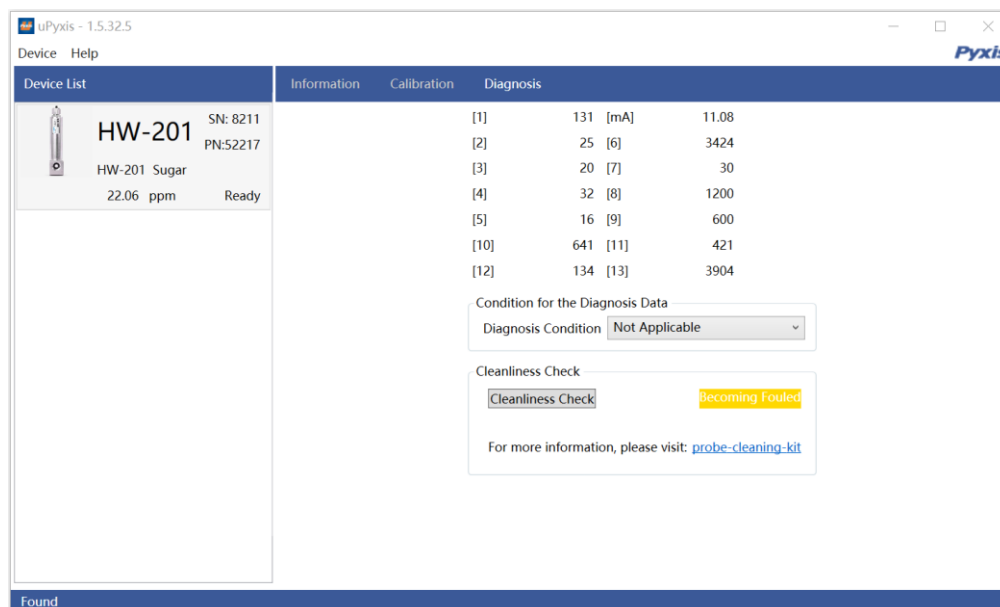 uPyxis - 1.5.32.5
Device Help
Pyxis
Device List
Information Calibration Diagnosis
HW-201
SN: 8211
PN:52217
HW-201 Sugar
22.06 ppm Ready
[1] 131 [mA] 11.08
[2] 25 [6] 3424
[3] 20 [7] 30
[4] 32 [8] 1200
[5] 16 [9] 600
[10] 641 [11] 421
[12] 134 [13] 3904
Condition for the Diagnosis Data
Diagnosis Condition Not Applicable
Cleanliness Check
Cleanliness Check Becoming Fouled
For more information, please visit: probe-cleaning-kit
Found